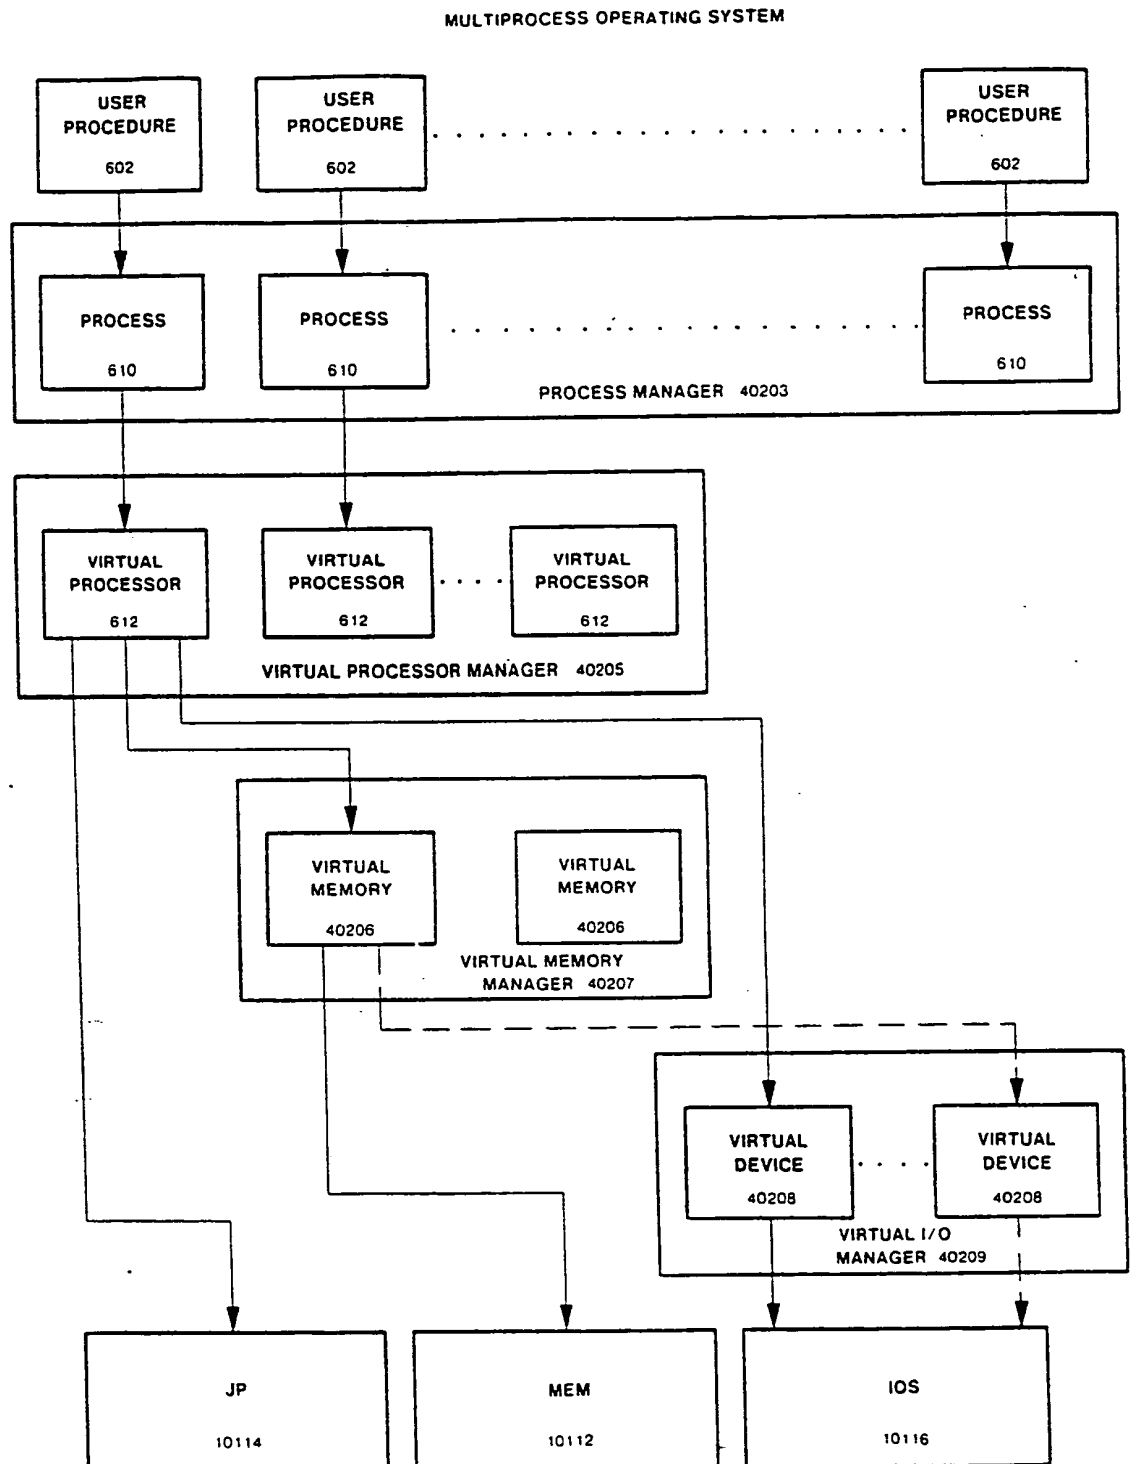 MULTIPROCESS OPERATING SYSTEM
USER
PROCEDURE
602
USER
PROCEDURE
602
USER
PROCEDURE
602
PROCESS
610
PROCESS
610
PROCESS
610
PROCESS MANAGER 40203
VIRTUAL
PROCESSOR
612
VIRTUAL
PROCESSOR
612
VIRTUAL
PROCESSOR
612
VIRTUAL PROCESSOR MANAGER 40205
VIRTUAL
MEMORY
40206
VIRTUAL
MEMORY
40206
VIRTUAL MEMORY
MANAGER 40207
VIRTUAL
DEVICE
40208
VIRTUAL
DEVICE
40208
VIRTUAL I/O
MANAGER 40209
JP
10114
MEM
10112
IOS
10116